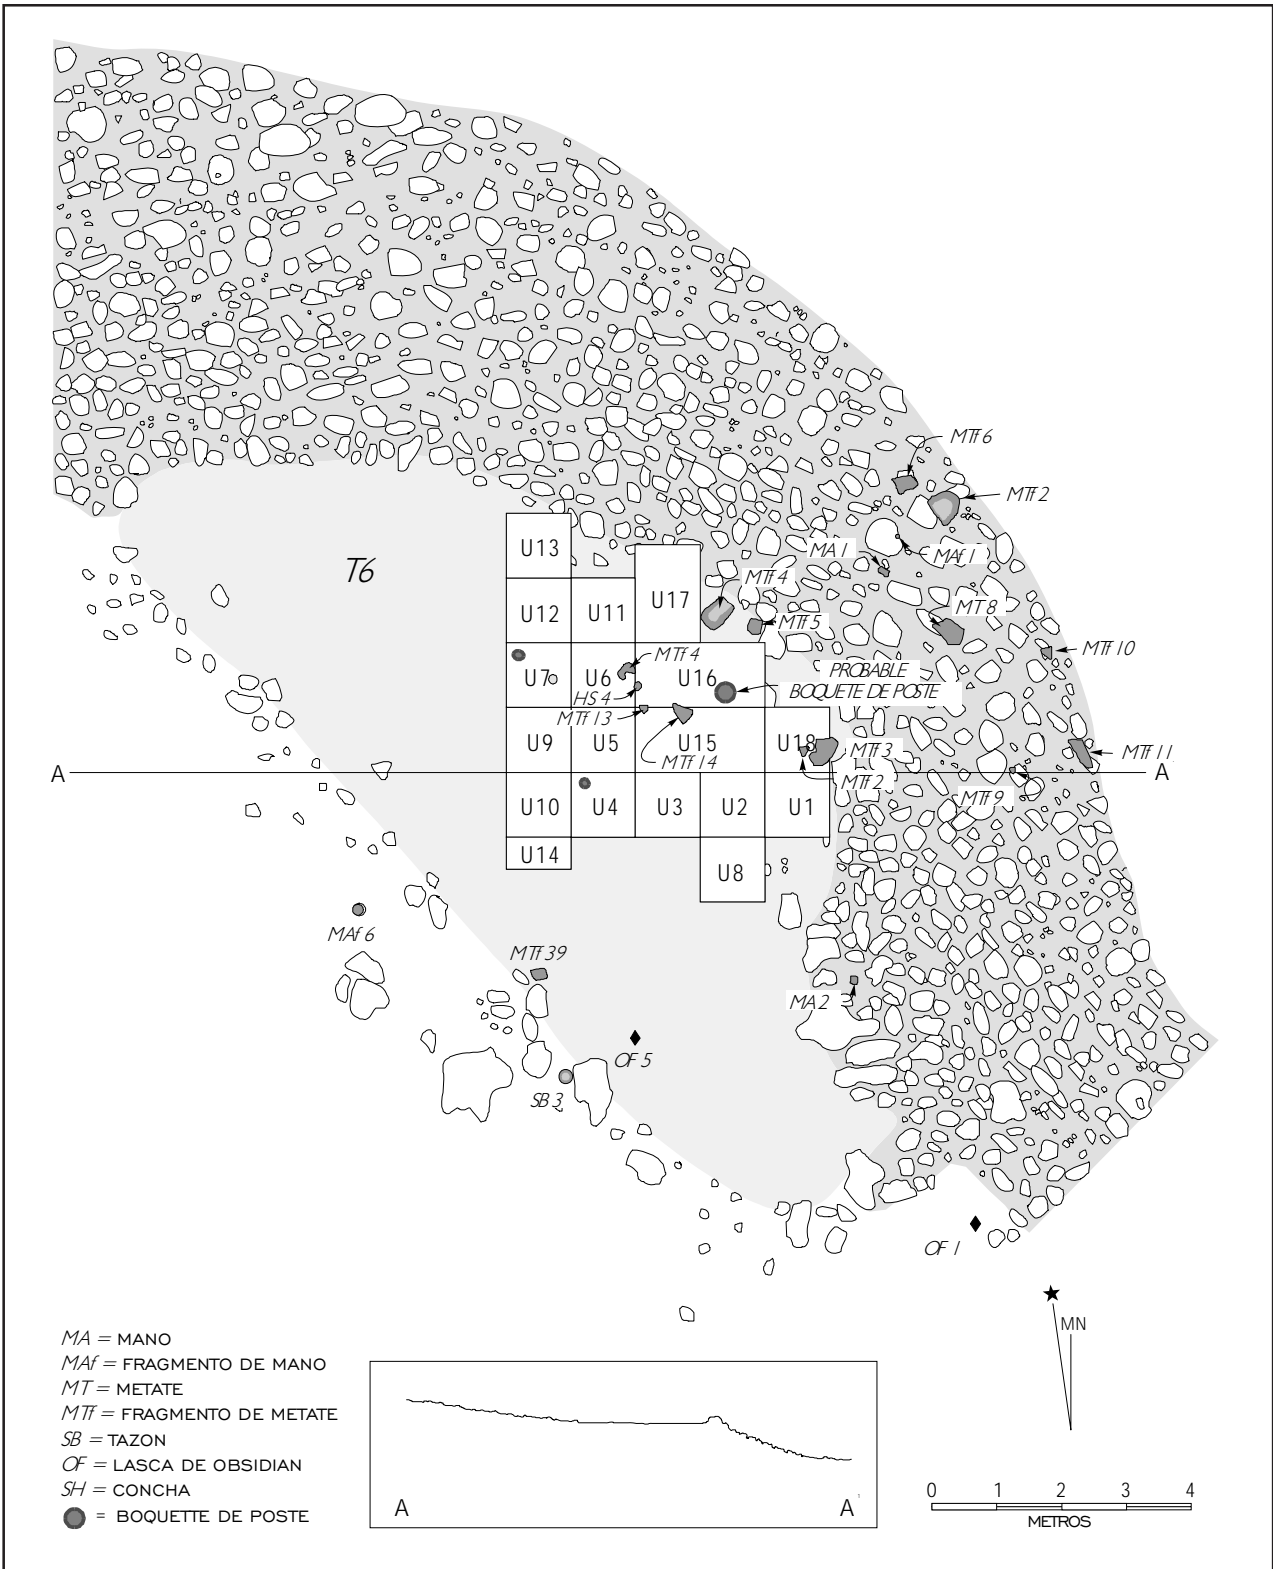 MTf 6
MTf 2
U13
MA 1
MAf 1
T6
MTf 4
U17
MT 8
U12
U11
MTf 5
MTf 10
MTf 4
PROBABLE
BOQUETE DE POSTE
U7
U6
U16
HS 4
MTf 13
U9
U5
U15
U18
MTf 3
MTf 11
MTf 14
A
A
MTf 2
MTf 9
U10
U4
U3
U2
U1
U14
U8
MAf 6
MTf 39
MA 2
OF 5
SB 3
OF 1
MN
MA = MANO
MAf = FRAGMENTO DE MANO
MT = METATE
MTf = FRAGMENTO DE METATE
SB = TAZON
OF = LASCA DE OBSIDIAN
SH = CONCHA
= BOQUETTE DE POSTE
A
A'
0 1 2 3 4
METROS